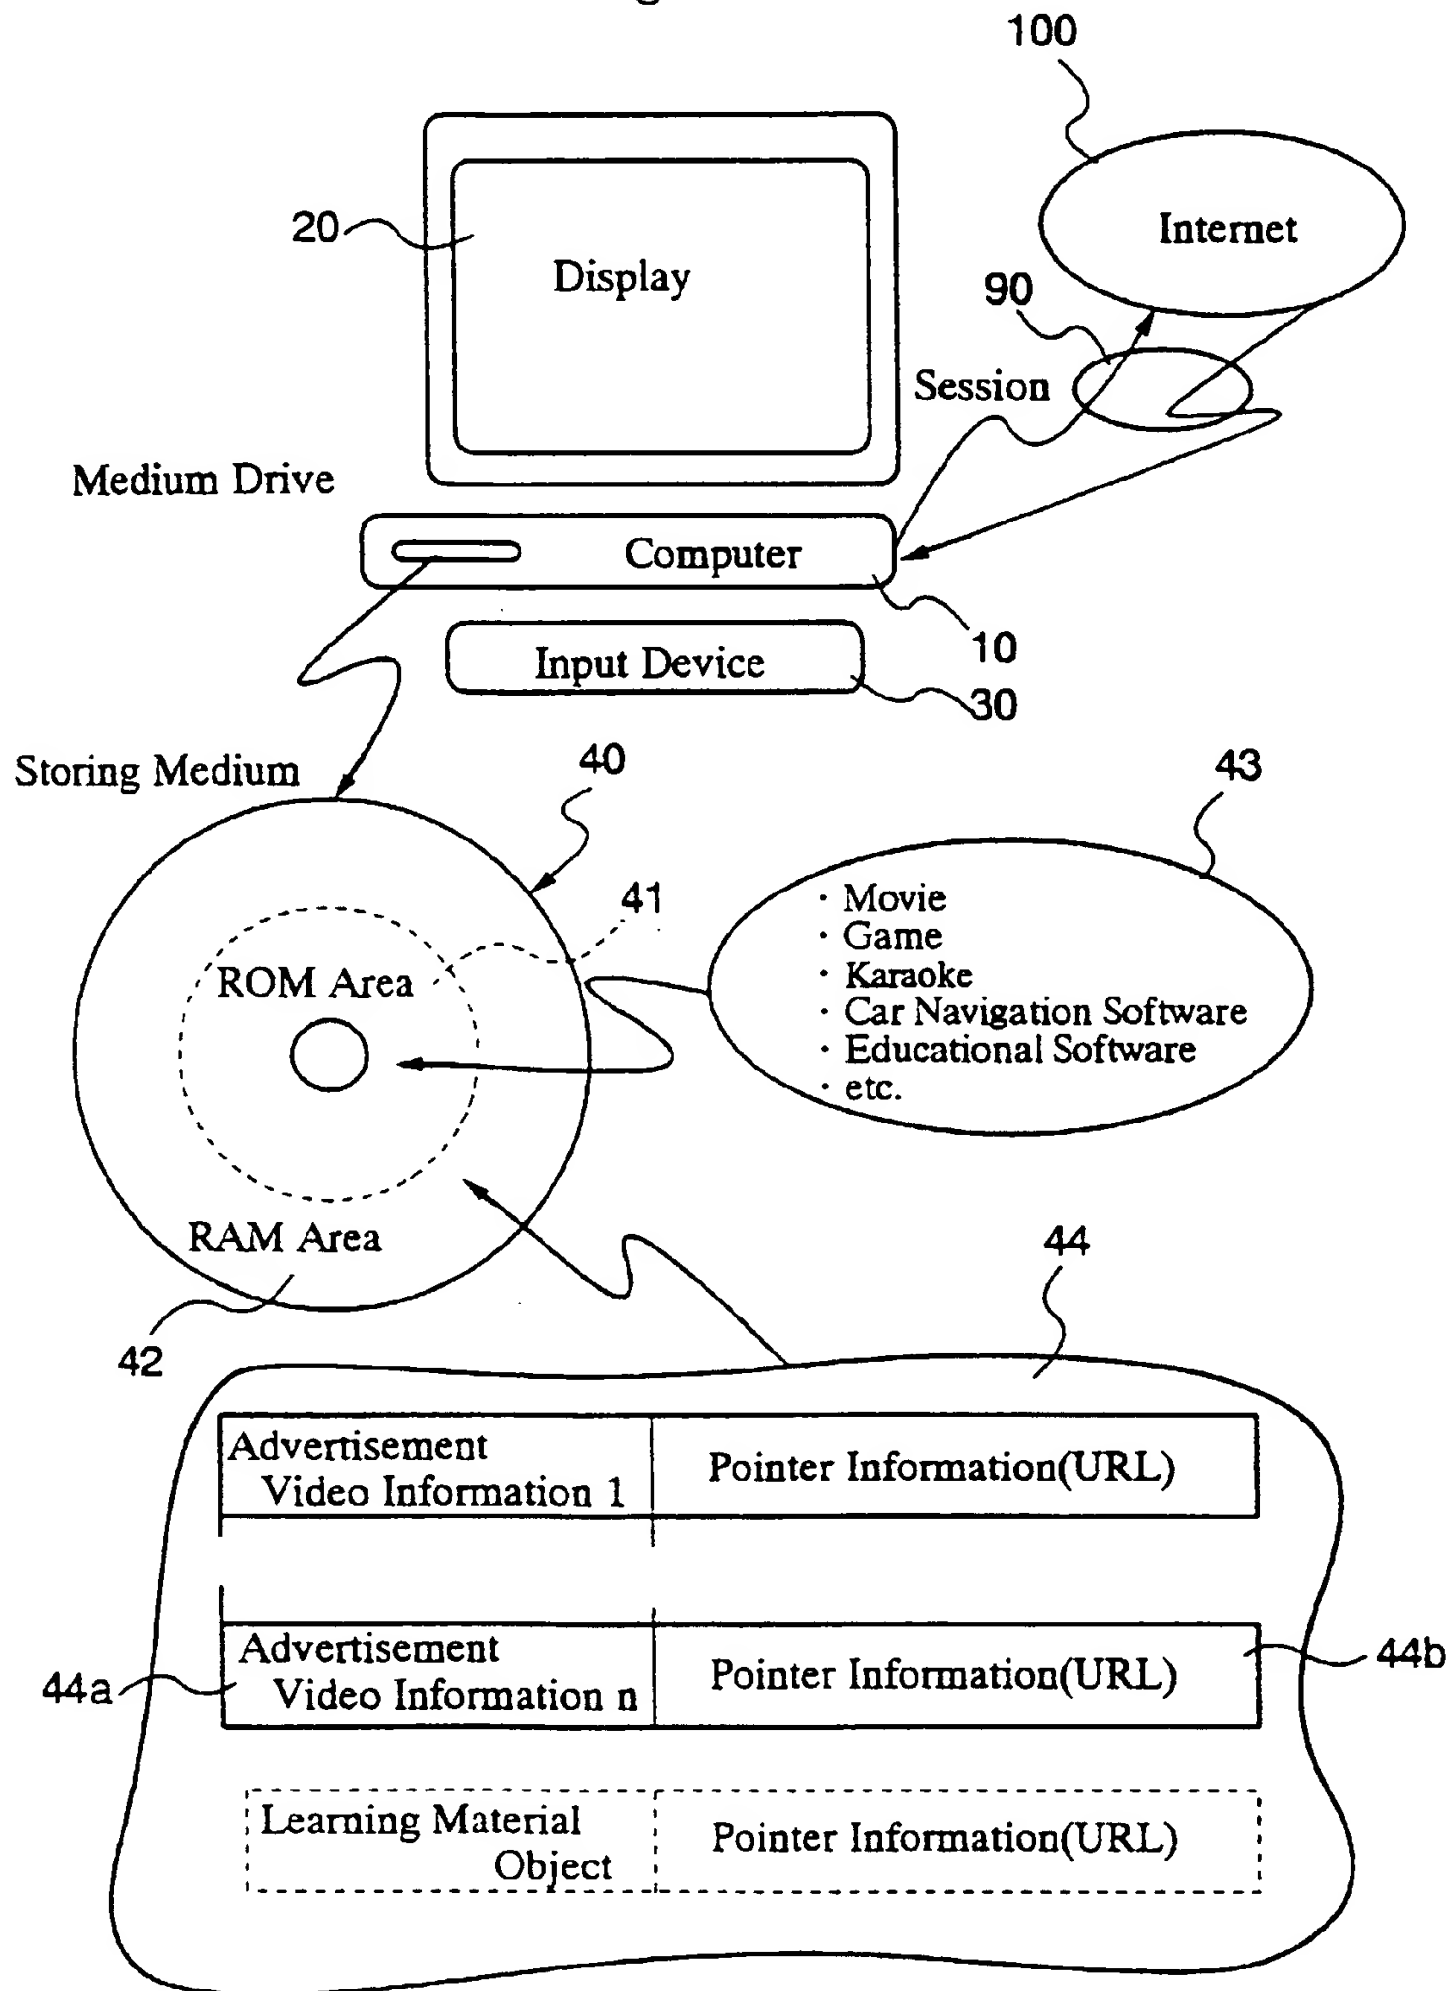 100
20
Display
Internet
90
Session
Medium Drive
Computer
10
Input Device
30
Storing Medium
40
43
41
ROM Area
· Movie
· Game
· Karaoke
· Car Navigation Software
· Educational Software
· etc.
RAM Area
42
44
Advertisement
Video Information 1
Pointer Information(URL)
Advertisement
Video Information n
Pointer Information(URL)
44a
44b
Learning Material
Object
Pointer Information(URL)